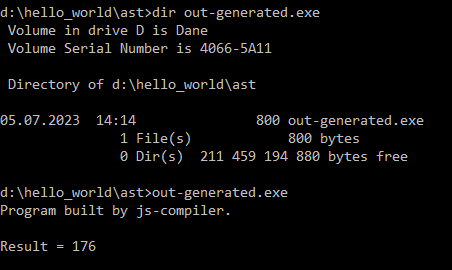 d:\hello_world\ast>dir out-generated.exe
Volume in drive D is Dane
Volume Serial Number is 4066-5A11
Directory of d:\hello_world\ast
05.07.2023  14:14                800 out-generated.exe
1 File(s)            800 bytes
0 Dir(s)  211 459 194 880 bytes free
d:\hello_world\ast>out-generated.exe
Program built by js-compiler.
Result = 176